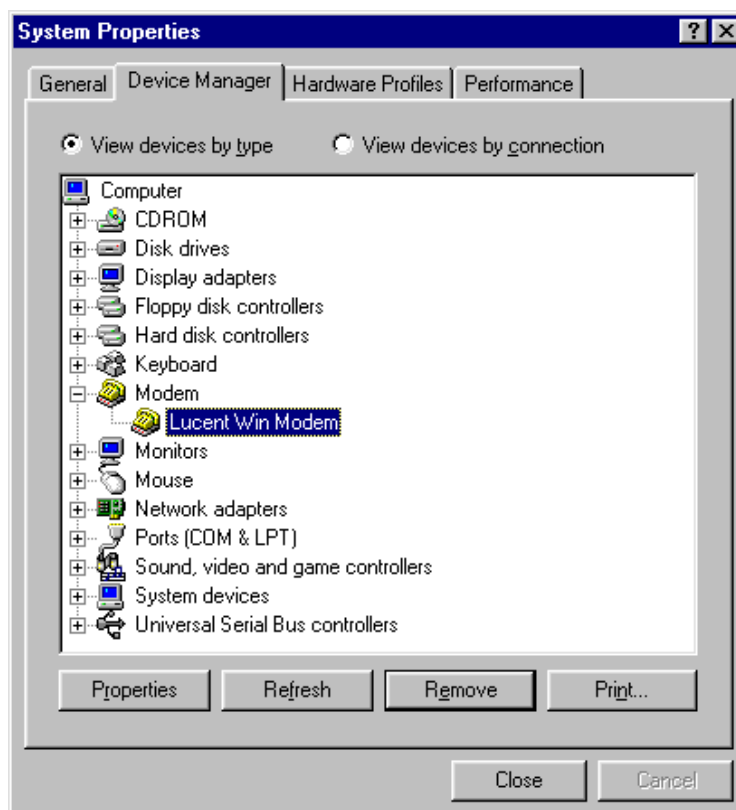 System Properties
General Device Manager Hardware Profiles Performance
View devices by type View devices by connection
Computer
CDROM
Disk drives
Display adapters
Floppy disk controllers
Hard disk controllers
Keyboard
Modem
Lucent Win Modem
Monitors
Mouse
Network adapters
Ports (COM & LPT)
Sound, video and game controllers
System devices
Universal Serial Bus controllers
Properties Refresh Remove Print...
Close Cancel